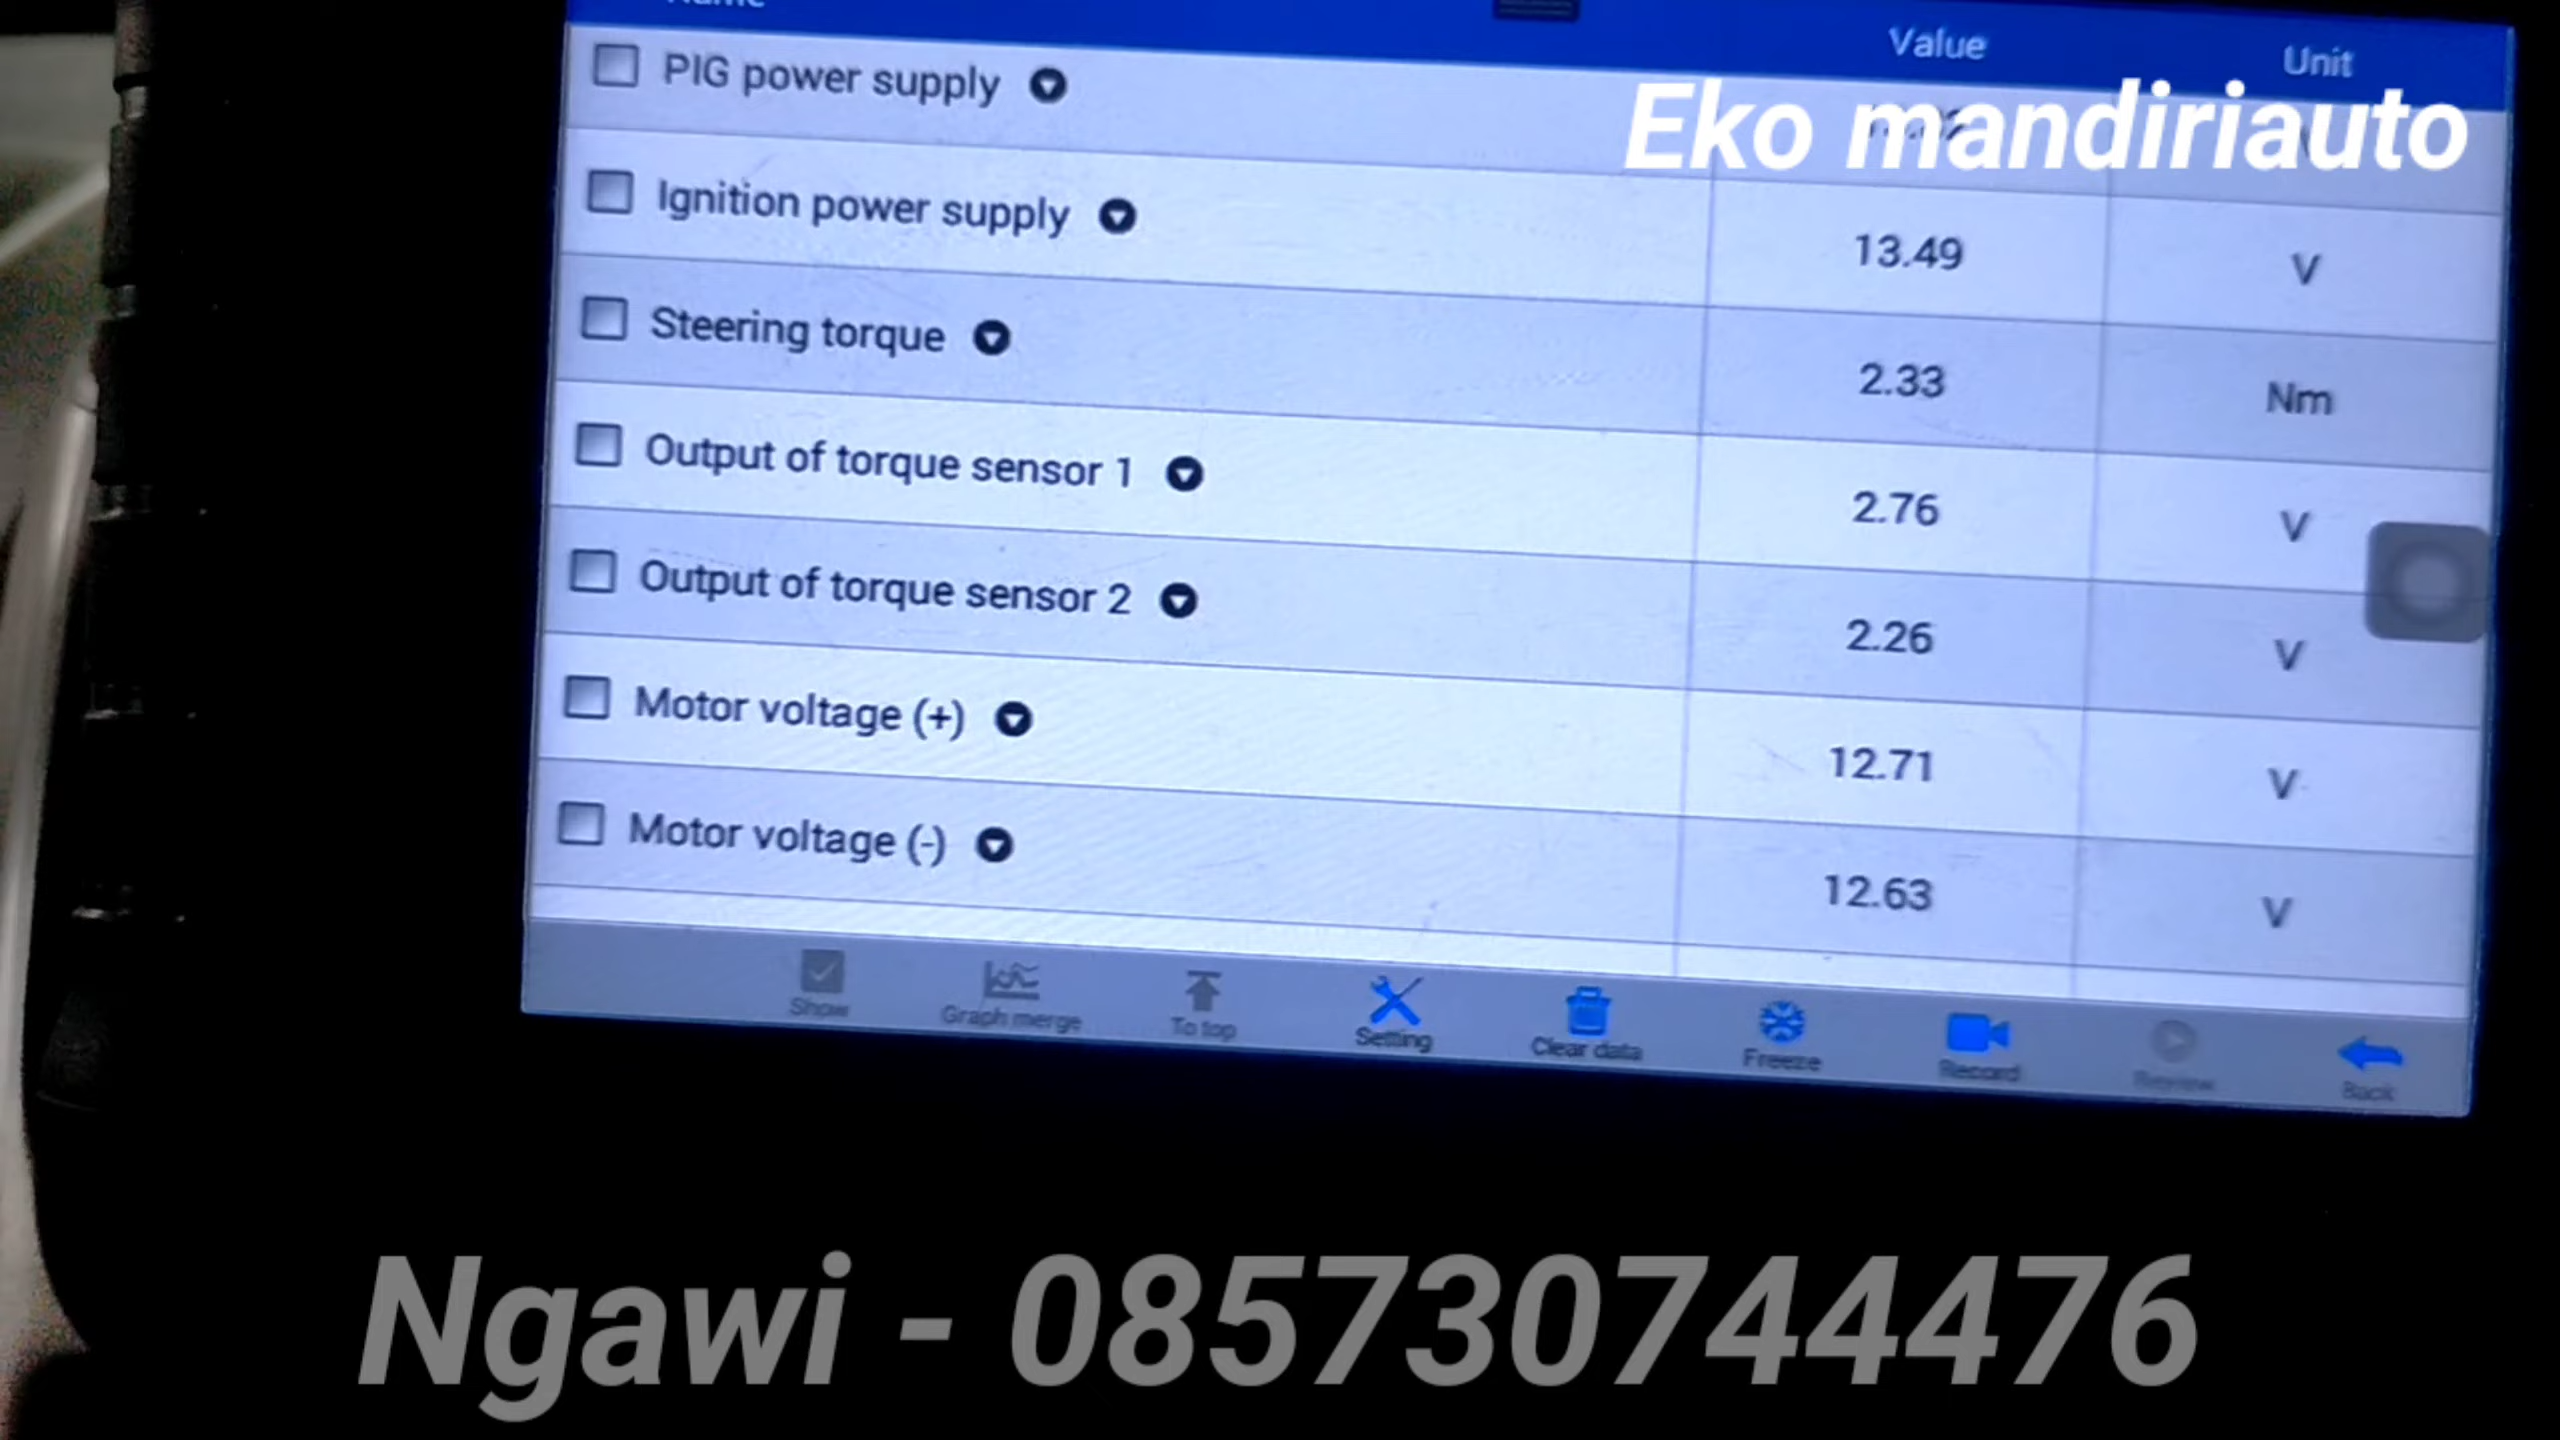 Value Unit
PIG power supply
Eko mandiriauto
Ignition power supply 13.49 V
Steering torque 2.33 Nm
Output of torque sensor 1 2.76 V
Output of torque sensor 2 2.26 V
Motor voltage (+) 12.71 V
Motor voltage (-) 12.63 V
Show Graph merge To top Setting Clear data Freeze Record Review Back
Ngawi - 085730744476